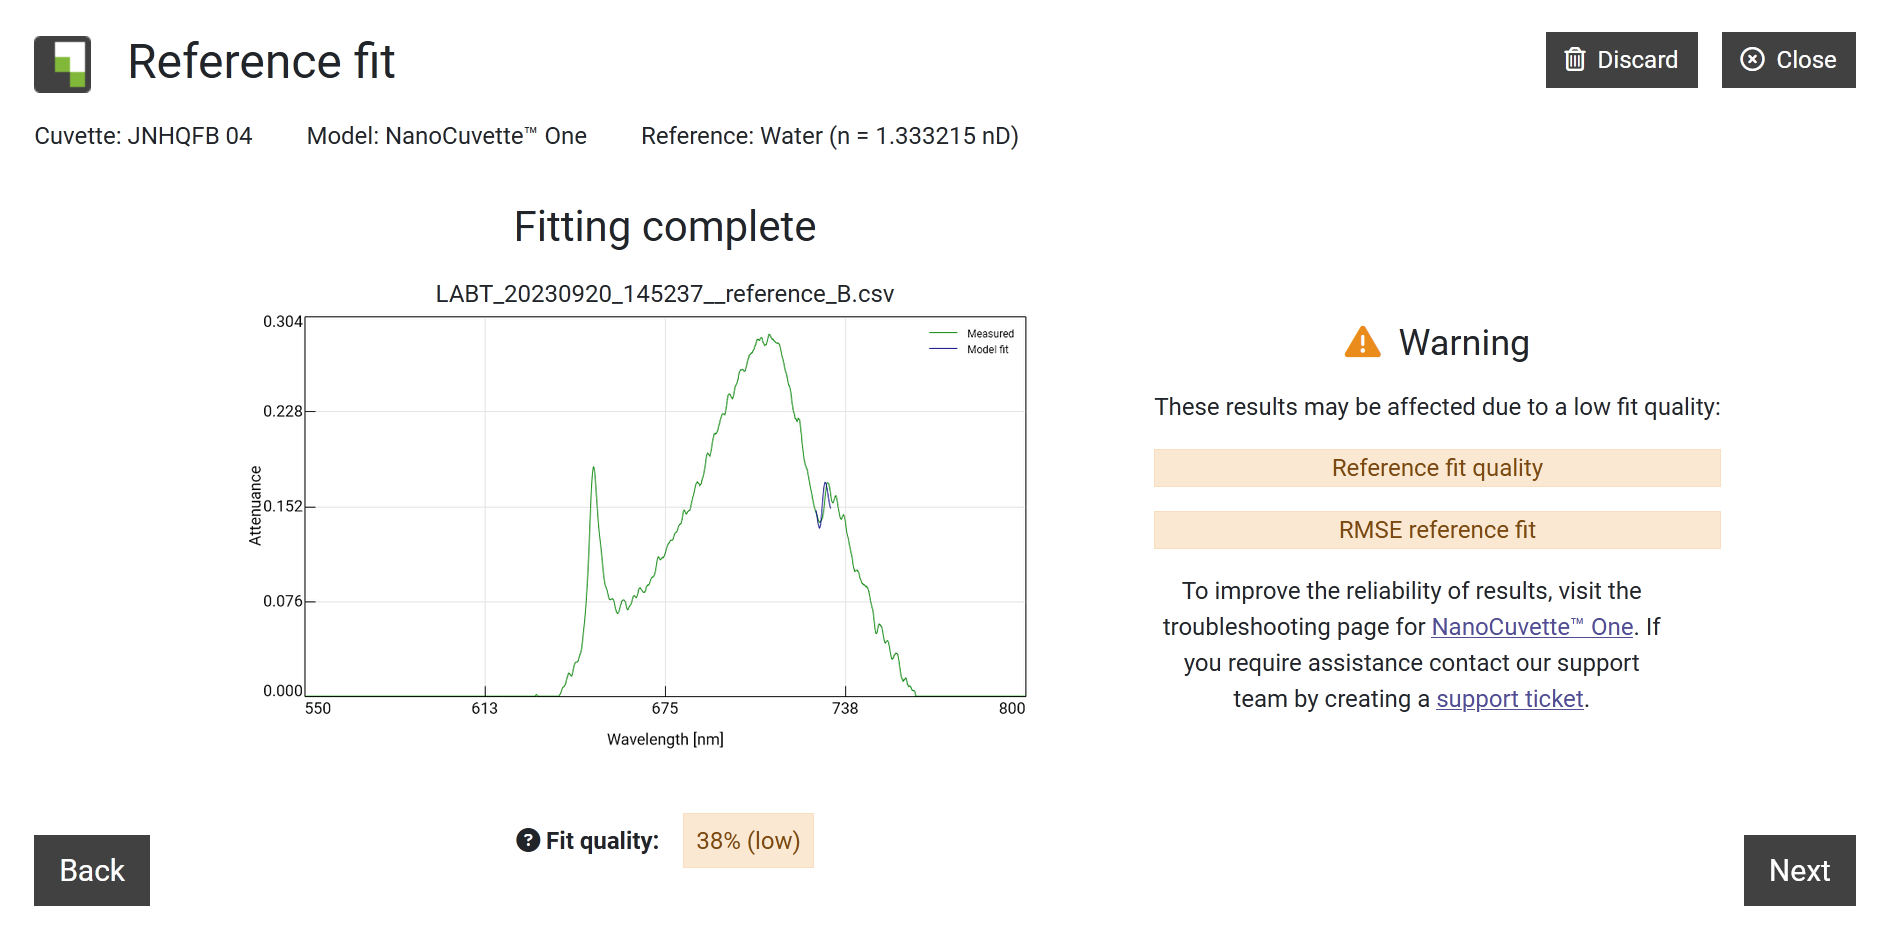 Reference fit
Discard
Close
Cuvette: JNHQFB 04
Model: NanoCuvette™ One
Reference: Water (n = 1.333215 nD)
Fitting complete
LABT_20230920_145237__reference_B.csv
0.304
0.228
0.152
0.076
0.000
Attenuance
Measured
Model fit
550
613
675
738
800
Wavelength [nm]
Fit quality:
38% (low)
Warning
These results may be affected due to a low fit quality:
Reference fit quality
RMSE reference fit
To improve the reliability of results, visit the
troubleshooting page for NanoCuvette™ One. If
you require assistance contact our support
team by creating a support ticket.
Back
Next